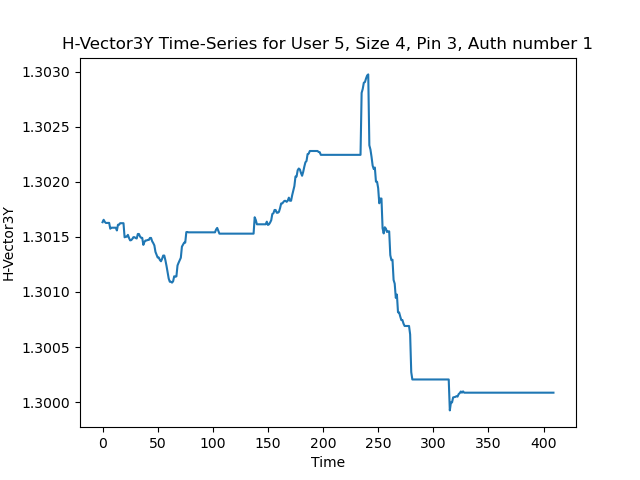 H-Vector3Y Time-Series for User 5, Size 4, Pin 3, Auth number 1
1.3030
1.3025
1.3020
1.3015
1.3010
1.3005
1.3000
H-Vector3Y
0 50 100 150 200 250 300 350 400
Time